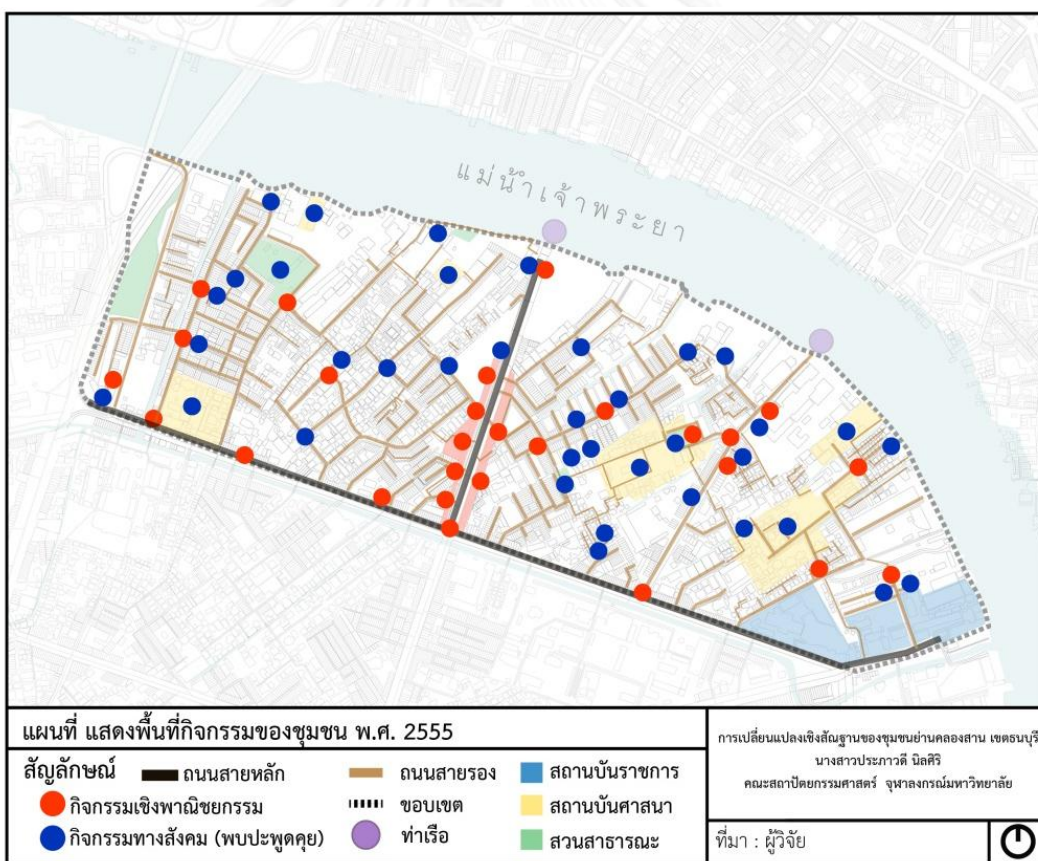 แม่น้ำเจ้าพระยา
แผนที่ แสดงพื้นที่กิจกรรมของชุมชน พ.ศ. 2555
สัญลักษณ์
ถนนสายหลัก
ถนนสายรอง
สถานบันราชการ
กิจกรรมเชิงพาณิชยกรรม
ขอบเขต
สถานบันศาสนา
กิจกรรมทางสังคม (พบปะพูดคุย)
ท่าเรือ
สวนสาธารณะ
การเปลี่ยนแปลงเชิงสัณฐานของชุมชนย่านคลองสาน เขตธนบุรี
นางสาวประภาวดี นิลศิริ
คณะสถาปัตยกรรมศาสตร์ จุฬาลงกรณ์มหาวิทยาลัย
ที่มา : ผู้วิจัย